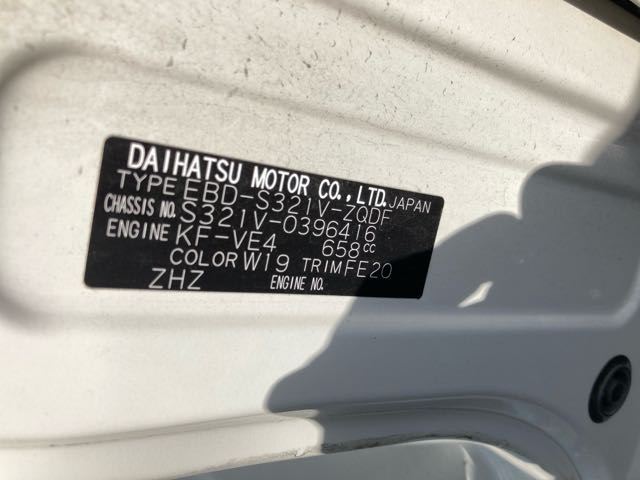 DAIHATSU MOTOR CO.,LTD. JAPAN
TYPE EBD-S321V-ZQDF
CHASSIS NO. S321V-0396416
ENGINE KF-VE4 658cc
COLOR W19 TRIM FE20
ZHZ ENGINE NO.